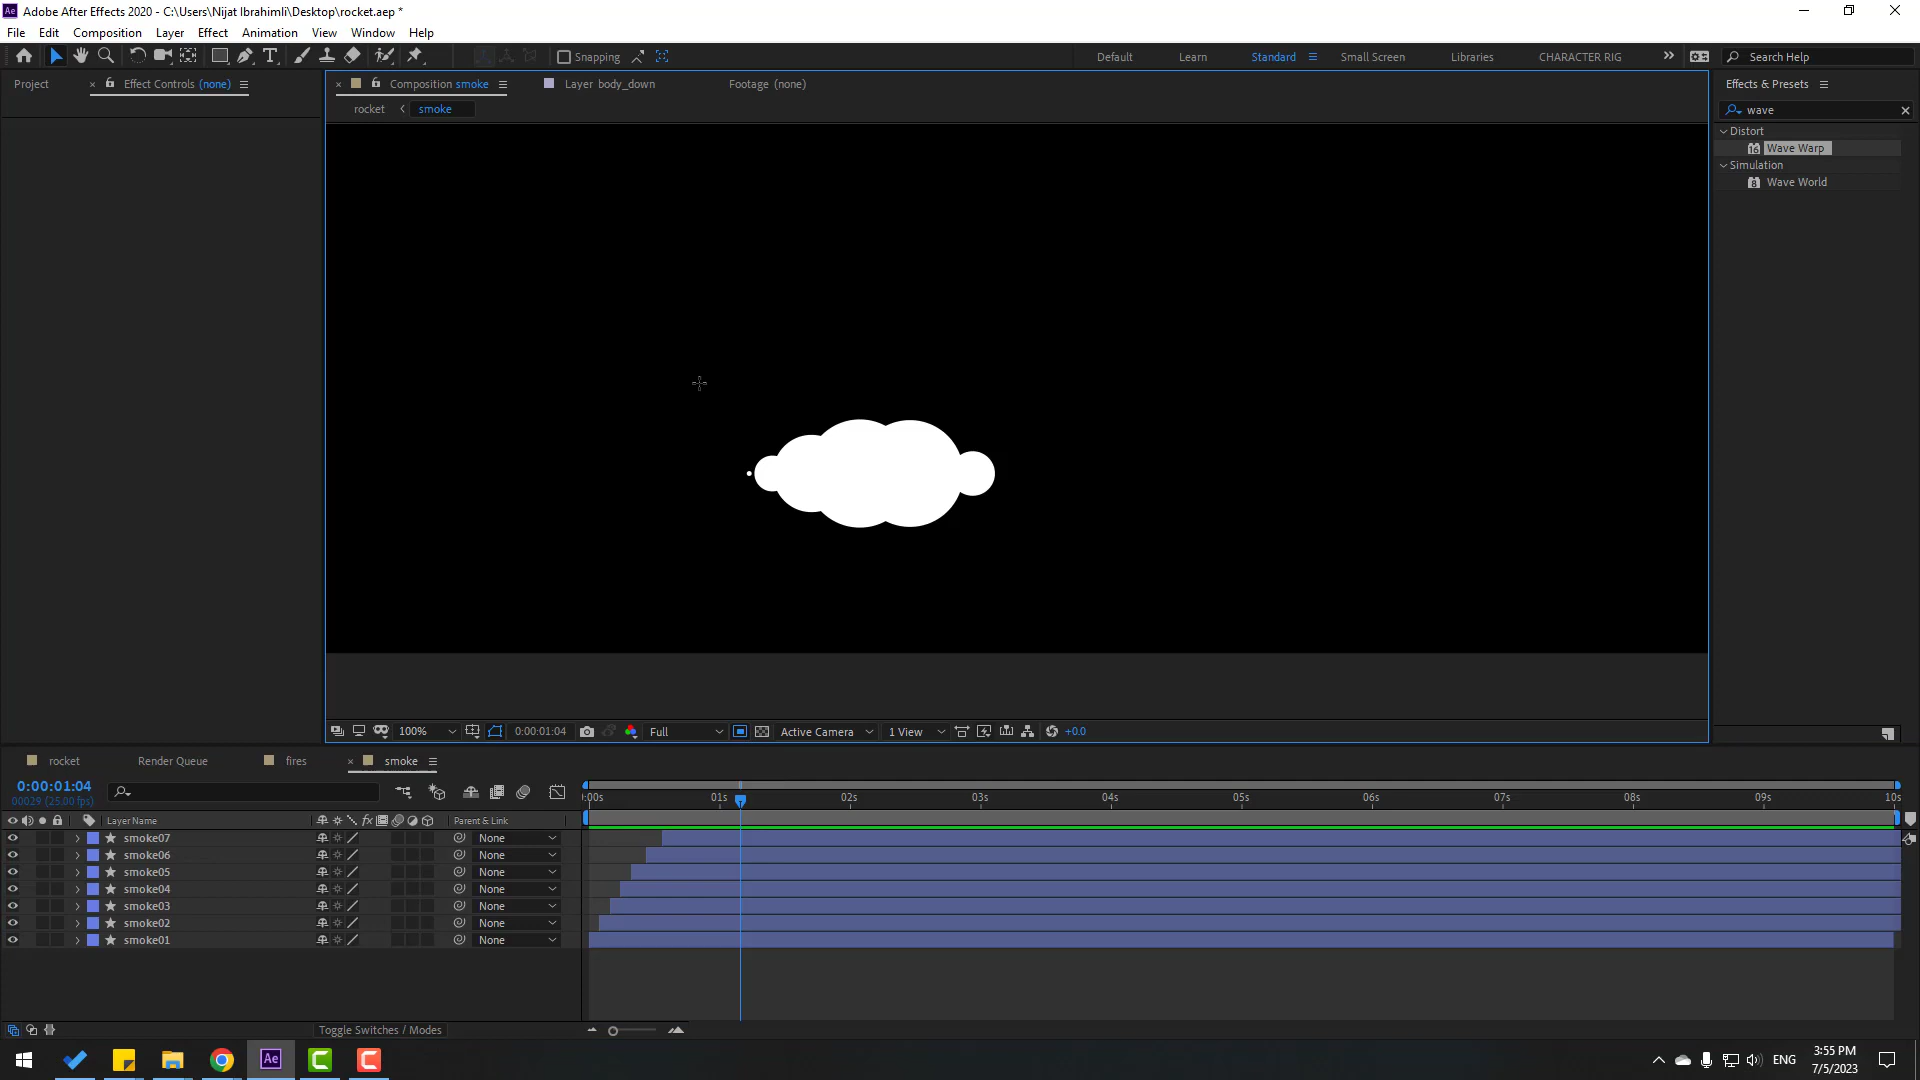 Adobe After Effects 2020 - C:\Users\Nijat Ibrahimli\Desktop\rocket.aep *
File Edit Composition Layer Effect Animation View Window Help
Snapping
Default Learn Standard Small Screen Libraries CHARACTER RIG
Search Help
Project
Effect Controls (none)
Composition smoke
Layer body_down
Footage (none)
Effects & Presets
rocket smoke
wave
Distort
Wave Warp
Simulation
Wave World
100%
0:00:01:04
Full
Active Camera
1 View
+0.0
rocket
Render Queue
fires
smoke
0:00:01:04
00029 (25.00 fps)
:00s 01s 02s 03s 04s 05s 06s 07s 08s 09s 10s
Layer Name
Parent & Link
smoke07 None
smoke06 None
smoke05 None
smoke04 None
smoke03 None
smoke02 None
smoke01 None
Toggle Switches / Modes
ENG
3:55 PM
7/5/2023